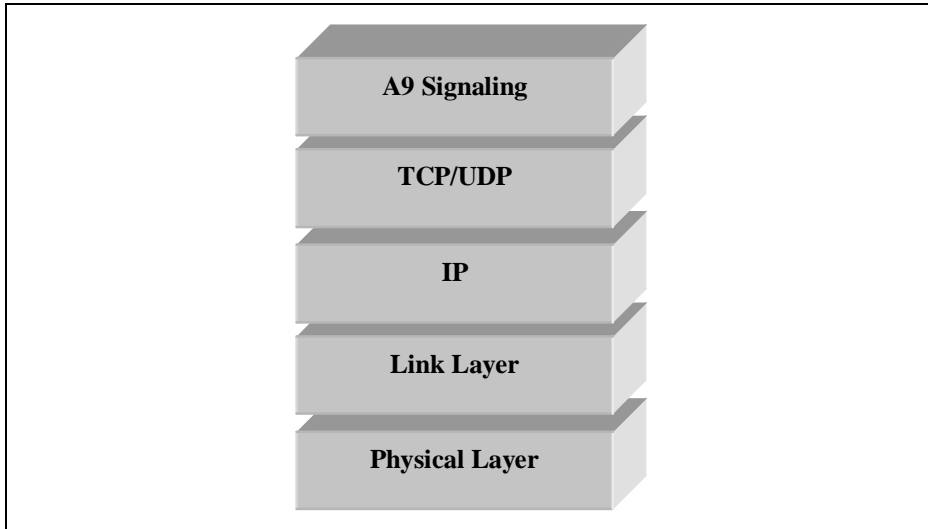 A9 Signaling
TCP/UDP
IP
Link Layer
Physical Layer